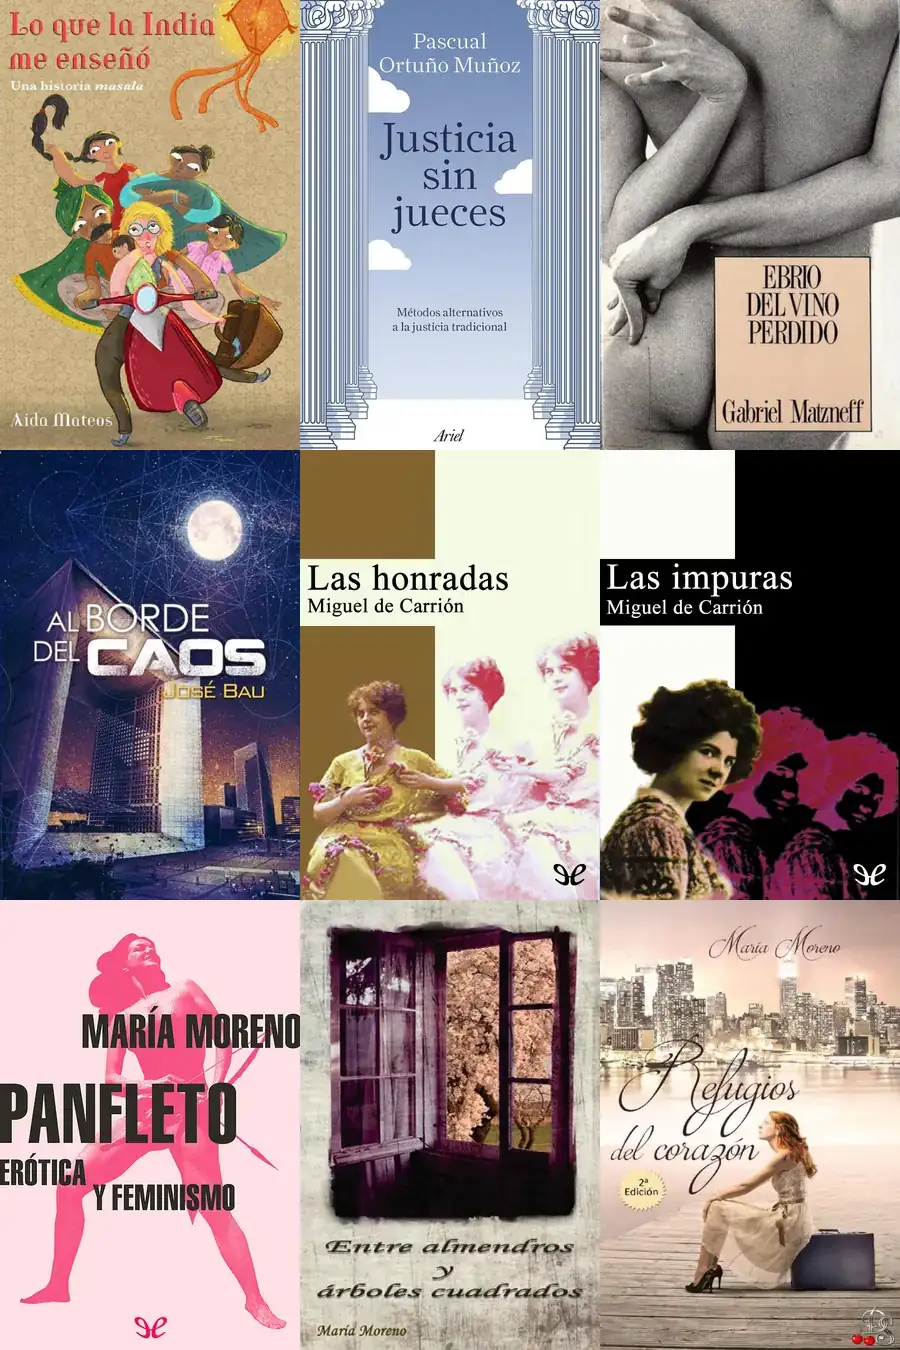 Lo que la India
me enseñó
Una historia masala
Aida Mateos
Pascual
Ortuño Muñoz
Justicia
sin
jueces
Métodos alternativos
a la justicia tradicional
Ariel
EBRIO
DEL VINO
PERDIDO
Gabriel Matzneff
AL BORDE
DEL CAOS
JOSÉ BAU
Las honradas
Miguel de Carrión
Las impuras
Miguel de Carrión
MARÍA MORENO
PANFLETO
ERÓTICA
Y FEMINISMO
Entre almendros
y
árboles cuadrados
María Moreno
María Moreno
Refugios
del corazón
2ª
Edición